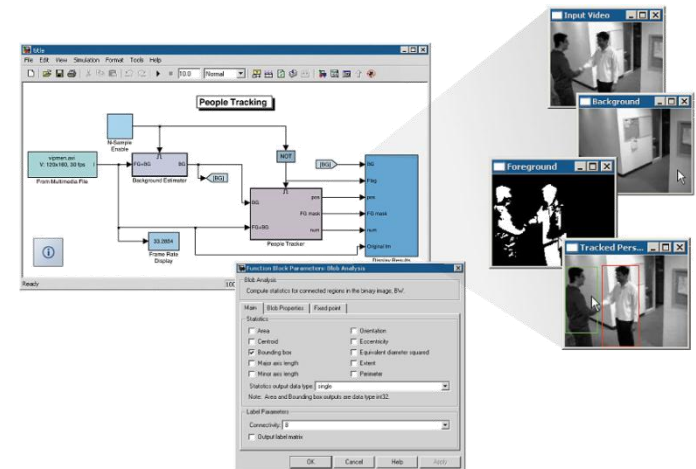 Input Video
btile
File Edit View Simulation Format Tools Help
10.0 Normal
People Tracking
N-Sample
Enable
vipmen.avi
V: 120x160, 30 fps
From Multimedia File
FG+BG BG
Background Estimator
[BG]
NOT
[BG]
BG
Flag
pos
FG mask
num
Original Im
Display Results
BG
FG+BG
pos
FG mask
num
People Tracker
33.2684
Frame Rate
Display
Ready
100
Background
Foreground
Tracked Pers...
Function Block Parameters: Blob Analysis
Blob Analysis
Compute statistics for connected regions in the binary image, BW.
Main Blob Properties Fixed point
Statistics
Area Orientation
Centroid Eccentricity
Bounding box Equivalent diameter squared
Major axis length Extent
Minor axis length Perimeter
Statistics output data type: single
Note: Area and Bounding box outputs are data type int32.
Label Parameters
Connectivity: 8
Output label matrix
OK Cancel Help Apply